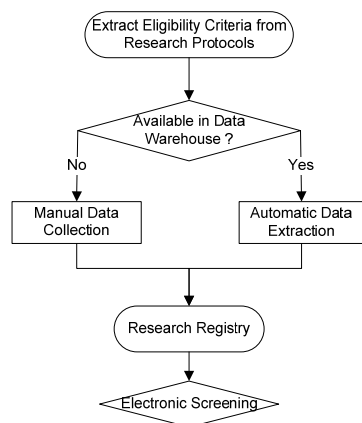 Extract Eligibility Criteria from
Research Protocols
Available in Data
Warehouse ?
No
Yes
Manual Data
Collection
Automatic Data
Extraction
Research Registry
Electronic Screening